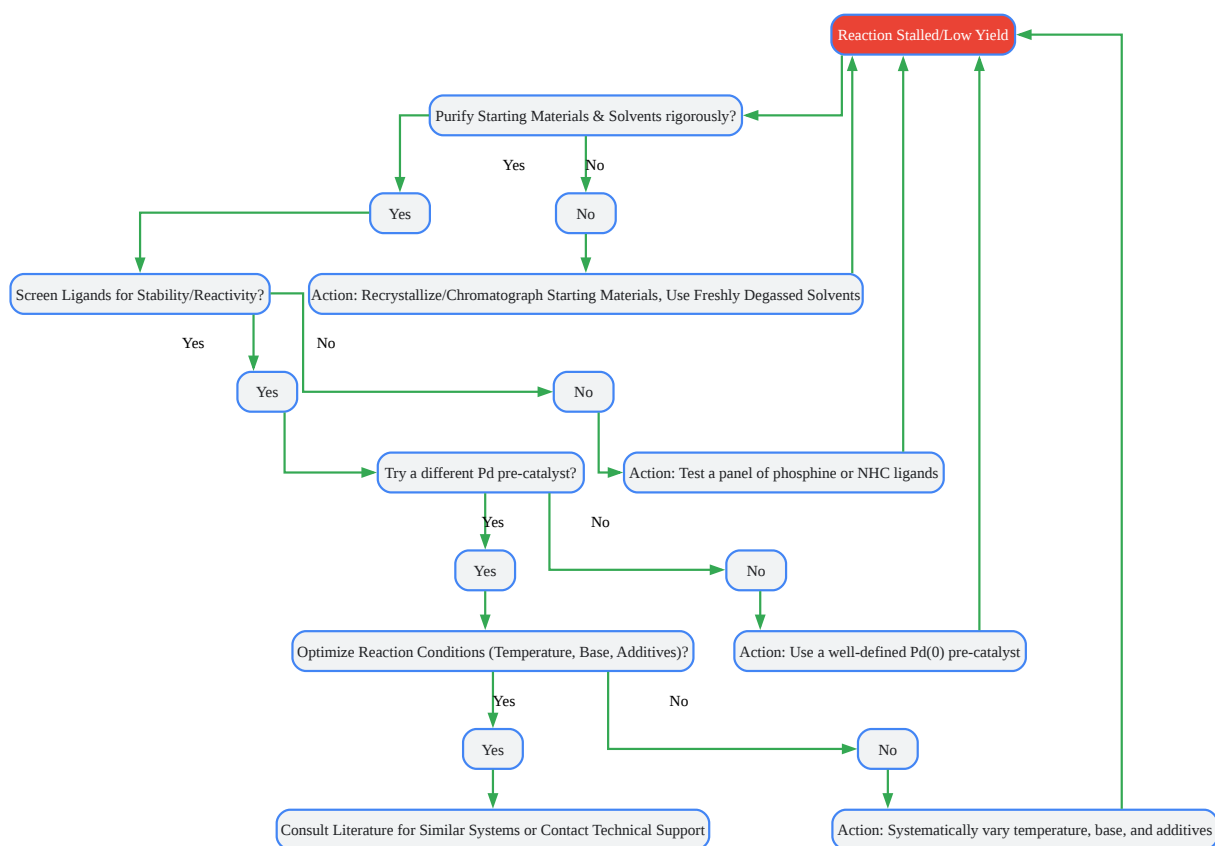 Reaction Stalled/Low Yield
Purify Starting Materials & Solvents rigorously?
Yes
No
Yes
No
Screen Ligands for Stability/Reactivity?
Action: Recrystallize/Chromatograph Starting Materials, Use Freshly Degassed Solvents
Yes
No
Yes
No
Try a different Pd pre-catalyst?
Action: Test a panel of phosphine or NHC ligands
Yes
No
Yes
No
Optimize Reaction Conditions (Temperature, Base, Additives)?
Action: Use a well-defined Pd(0) pre-catalyst
Yes
No
Yes
No
Consult Literature for Similar Systems or Contact Technical Support
Action: Systematically vary temperature, base, and additives